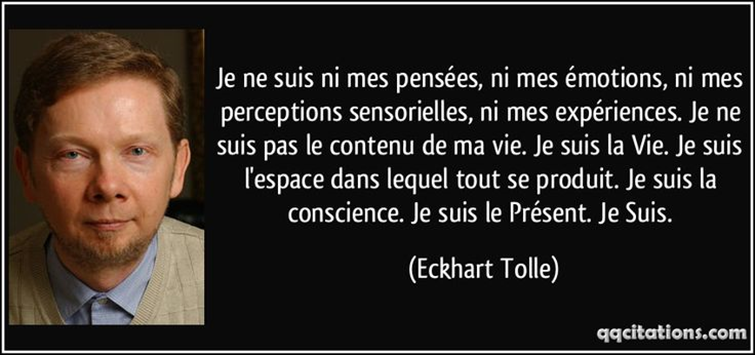 Je ne suis ni mes pensées, ni mes émotions, ni mes
perceptions sensorielles, ni mes expériences. Je ne
suis pas le contenu de ma vie. Je suis la Vie. Je suis
l'espace dans lequel tout se produit. Je suis la
conscience. Je suis le Présent. Je Suis.
(Eckhart Tolle)
qqcitations.com